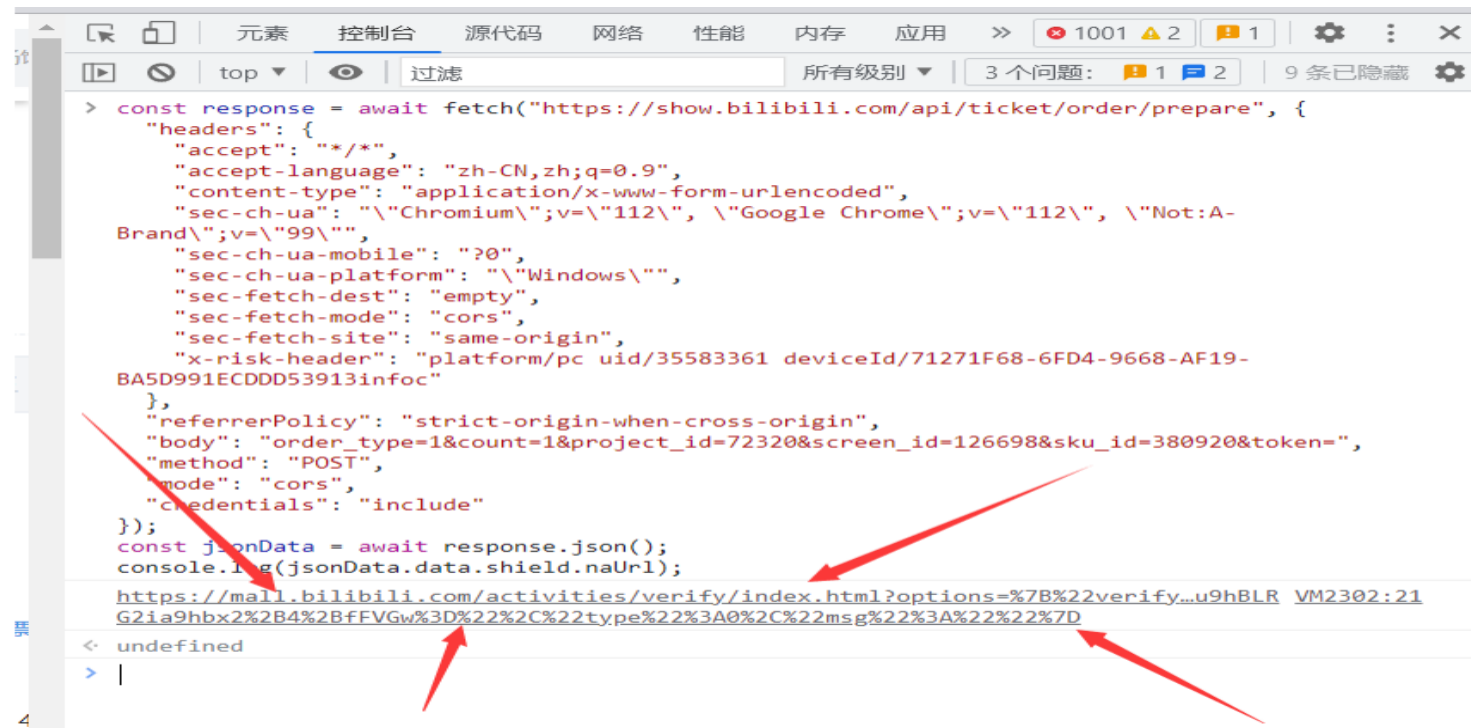 元素 控制台 源代码 网络 性能 内存 应用 » 1001 2 1
top ▼ 过滤 所有级别 ▼ 3 个问题: 1 2 9 条已隐藏
> const response = await fetch("https://show.bilibili.com/api/ticket/order/prepare", {
"headers": {
"accept": "*/*",
"accept-language": "zh-CN,zh;q=0.9",
"content-type": "application/x-www-form-urlencoded",
"sec-ch-ua": "\"Chromium\";v=\"112\", \"Google Chrome\";v=\"112\", \"Not:A-
Brand\";v=\"99\"",
"sec-ch-ua-mobile": "?0",
"sec-ch-ua-platform": "\"Windows\"",
"sec-fetch-dest": "empty",
"sec-fetch-mode": "cors",
"sec-fetch-site": "same-origin",
"x-risk-header": "platform/pc uid/35583361 deviceId/71271F68-6FD4-9668-AF19-
BA5D991ECDDD53913infoc"
},
"referrerPolicy": "strict-origin-when-cross-origin",
"body": "order_type=1&count=1&project_id=72320&screen_id=126698&sku_id=380920&token=",
"method": "POST",
"mode": "cors",
"credentials": "include"
});
const jsonData = await response.json();
console.log(jsonData.data.shield.naUrl);
https://mall.bilibili.com/activities/verify/index.html?options=%7B%22verify…u9hBLR VM2302:21
G2ia9hbx2%2B4%2BfFVGw%3D%22%2C%22type%22%3A0%2C%22msg%22%3A%22%22%7D
undefined
>
票
4